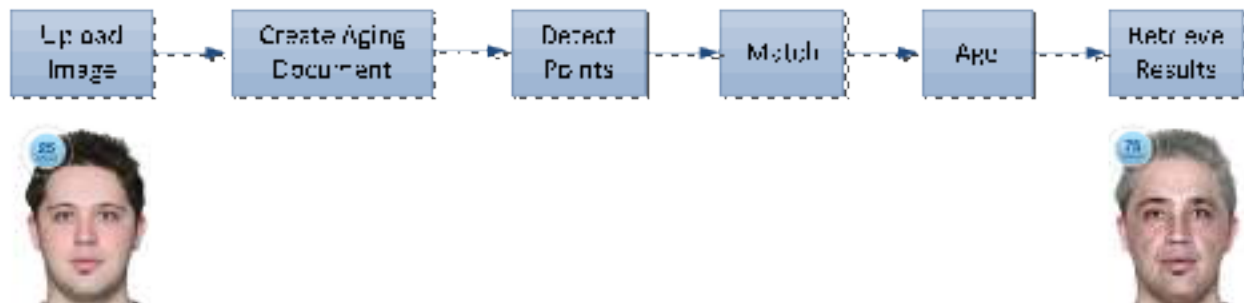 Upload
Image
Create Aging
Document
Detect
Points
Match
Age
Retrieve
Results